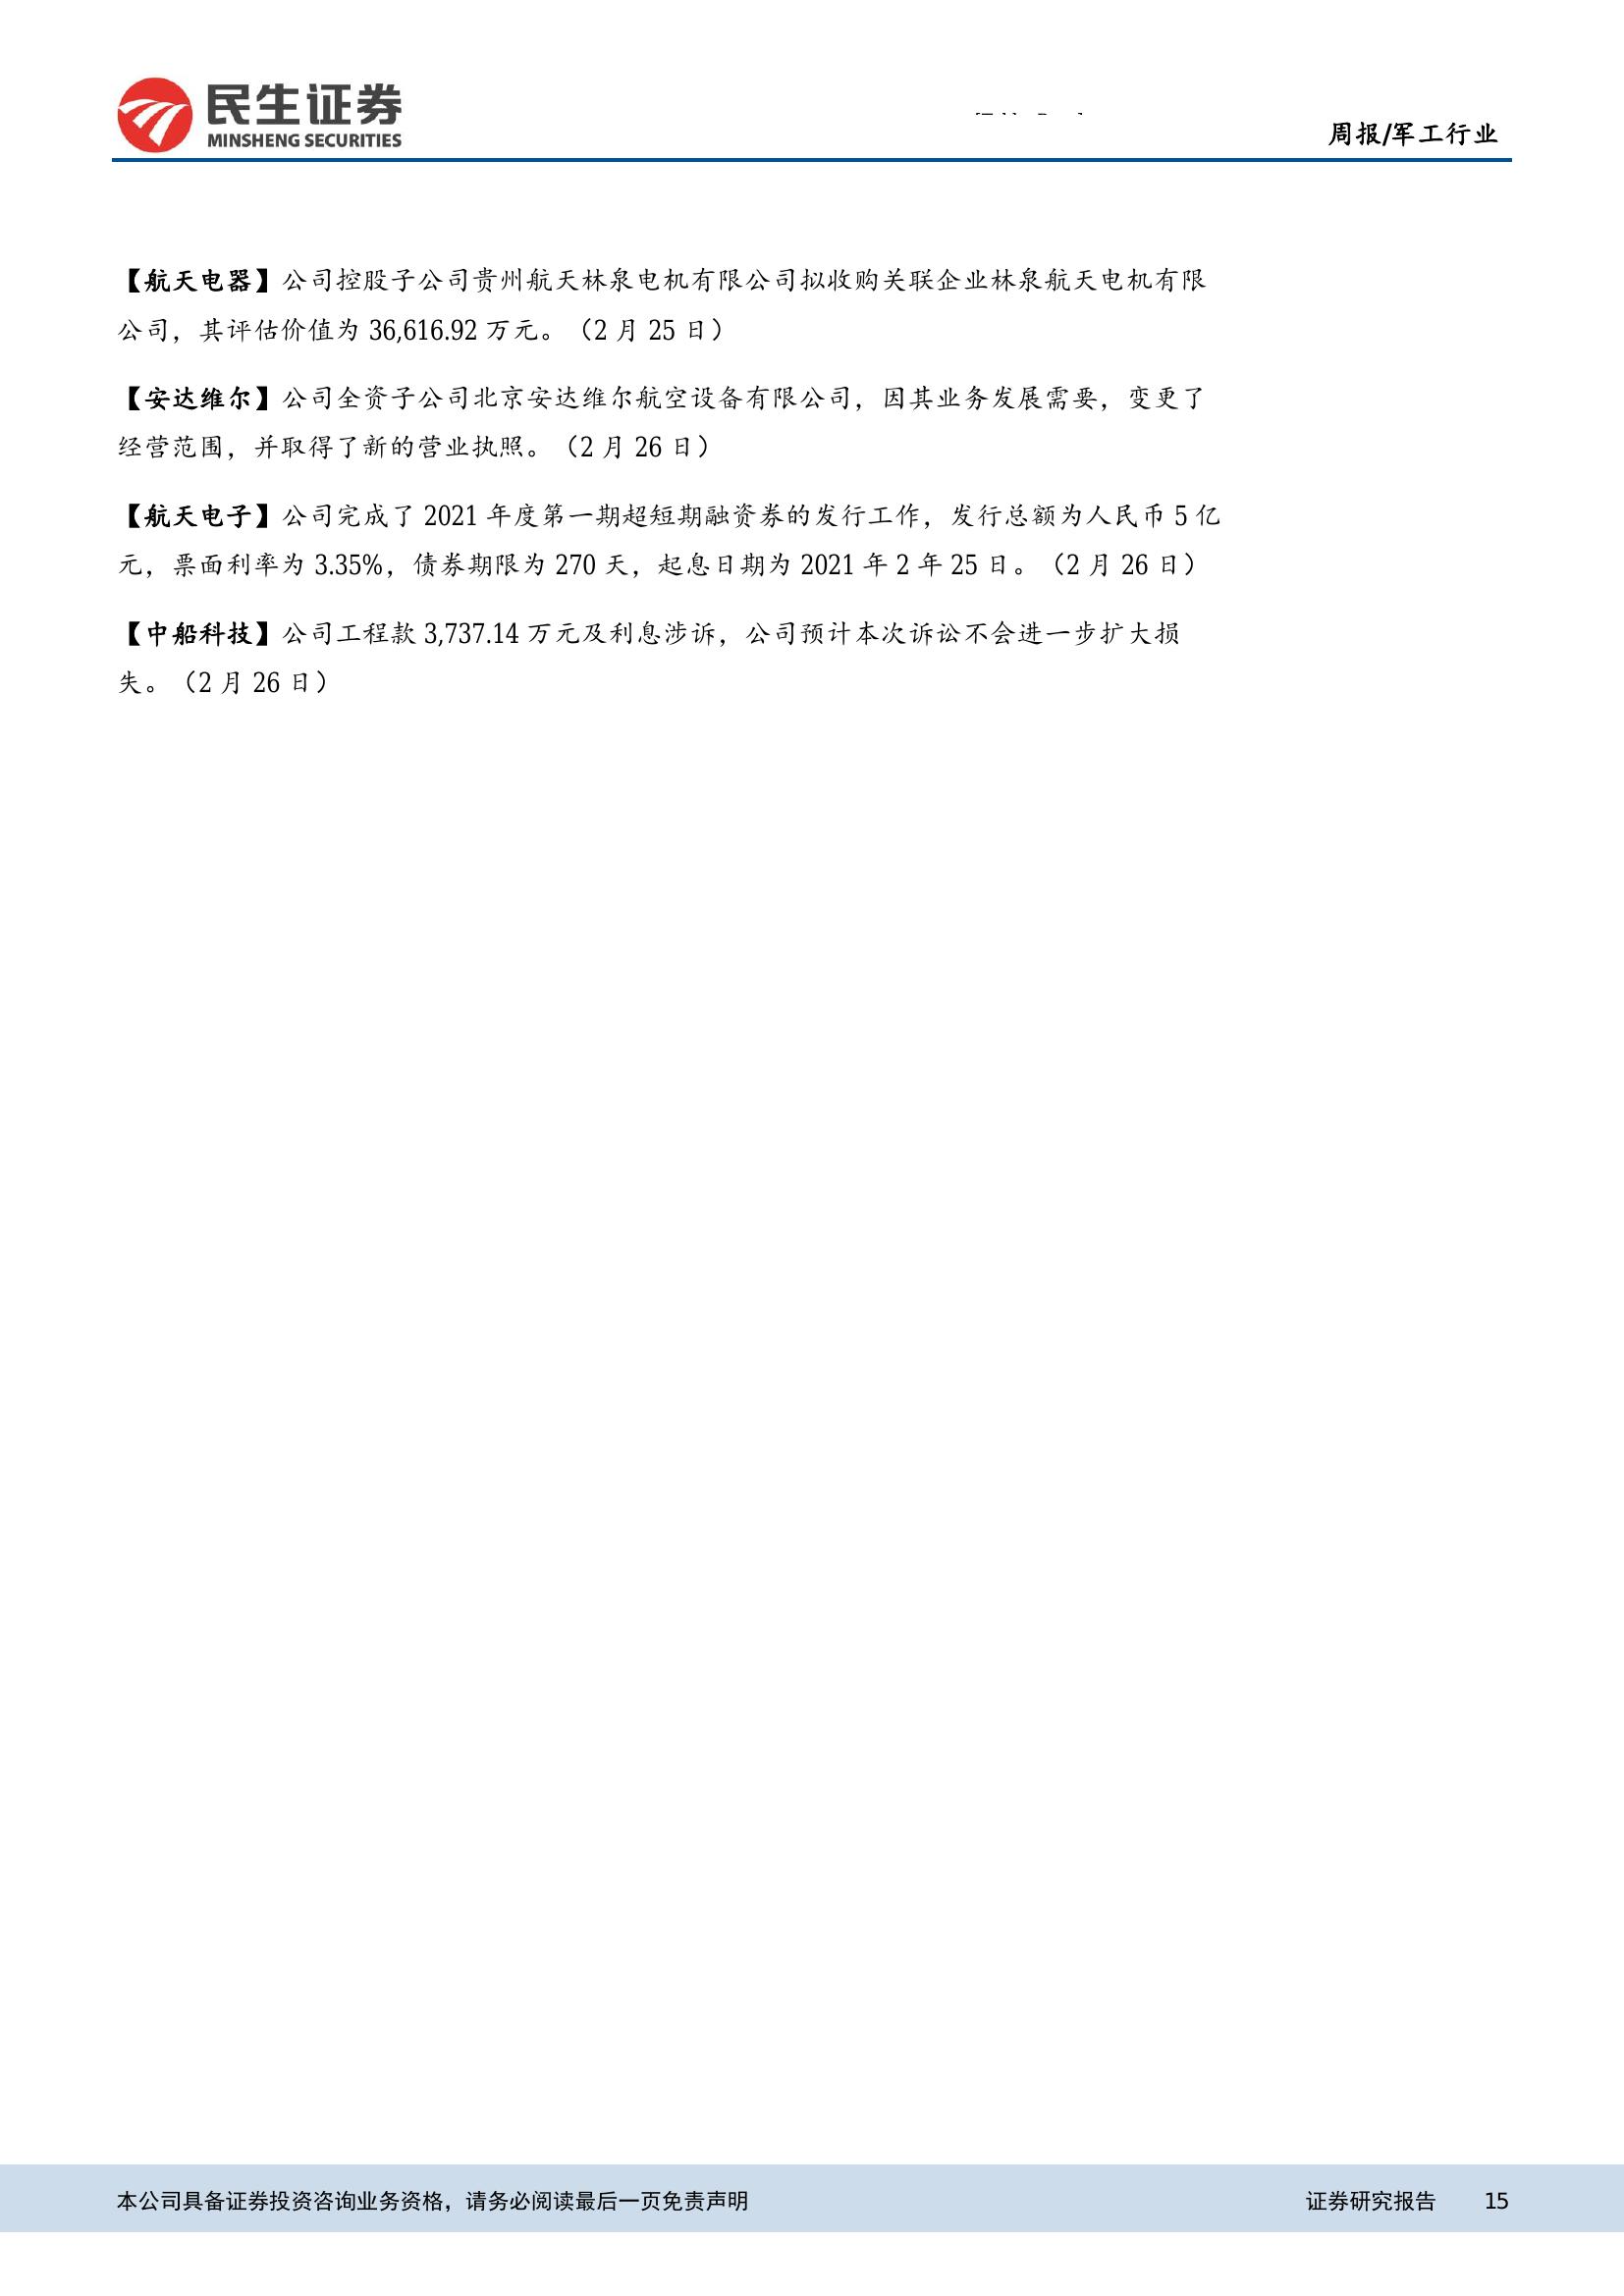 民生证券
MINSHENG SECURITIES
周报/军工行业
【航天电器】公司控股子公司贵州航天林泉电机有限公司拟收购关联企业林泉航天电机有限
公司，其评估价值为 36,616.92 万元。（2 月 25 日）
【安达维尔】公司全资子公司北京安达维尔航空设备有限公司，因其业务发展需要，变更了
经营范围，并取得了新的营业执照。（2 月 26 日）
【航天电子】公司完成了 2021 年度第一期超短期融资券的发行工作，发行总额为人民币 5 亿
元，票面利率为 3.35%，债券期限为 270 天，起息日期为 2021 年 2 年 25 日。（2 月 26 日）
【中船科技】公司工程款 3,737.14 万元及利息涉诉，公司预计本次诉讼不会进一步扩大损
失。（2 月 26 日）
本公司具备证券投资咨询业务资格，请务必阅读最后一页免责声明 证券研究报告 15